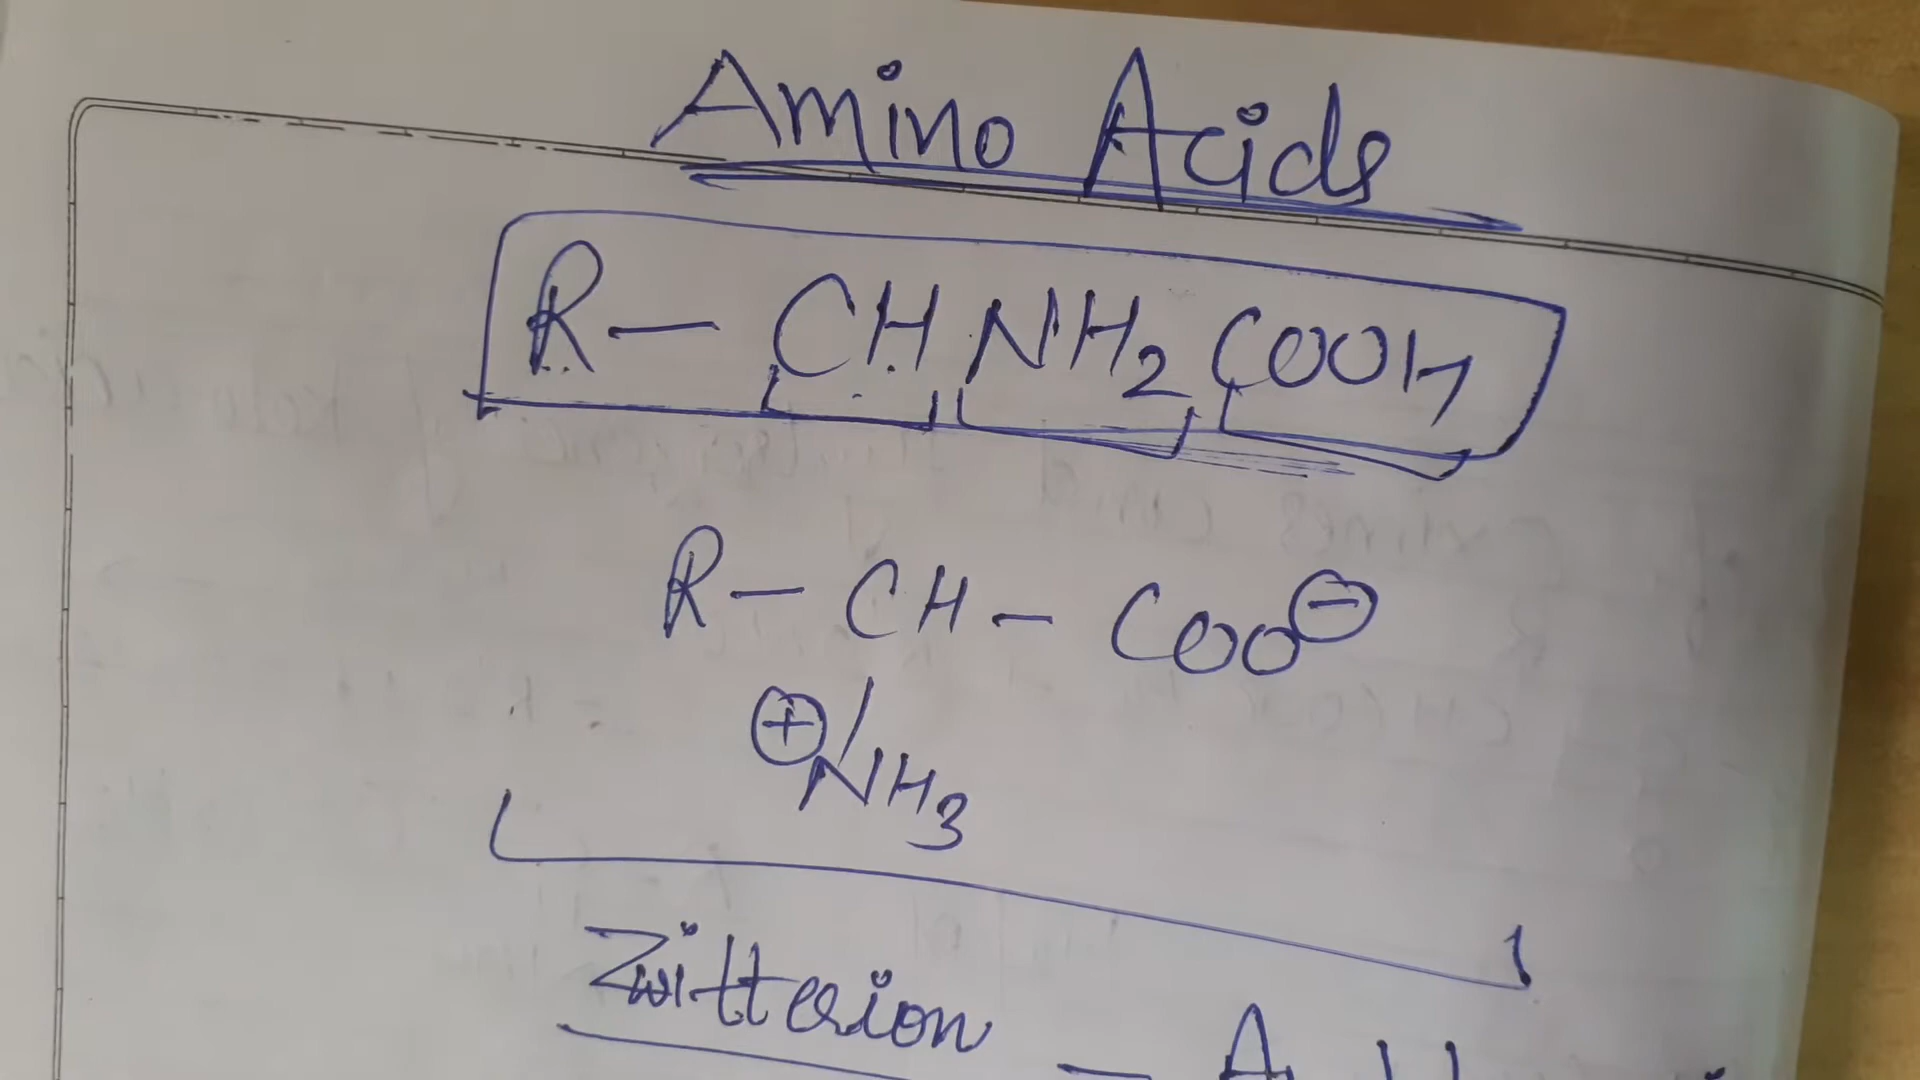 Amino Acids
R — CH NH2 COOH
R — CH — COO⊖
⊕NH3
Zwitterion —